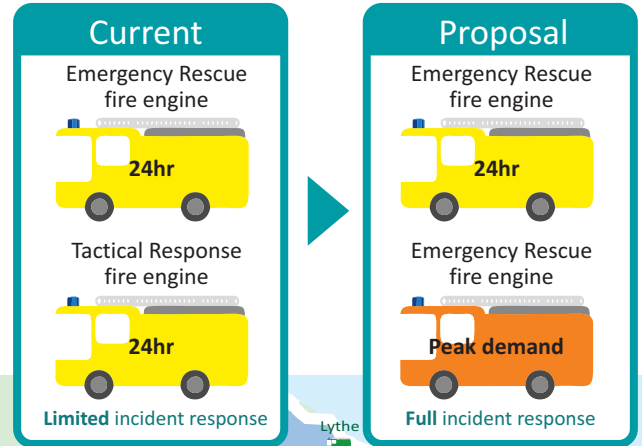 Current
Emergency Rescue
fire engine
24hr
Tactical Response
fire engine
24hr
Limited incident response
Proposal
Emergency Rescue
fire engine
24hr
Emergency Rescue
fire engine
Peak demand
Full incident response
Lythe